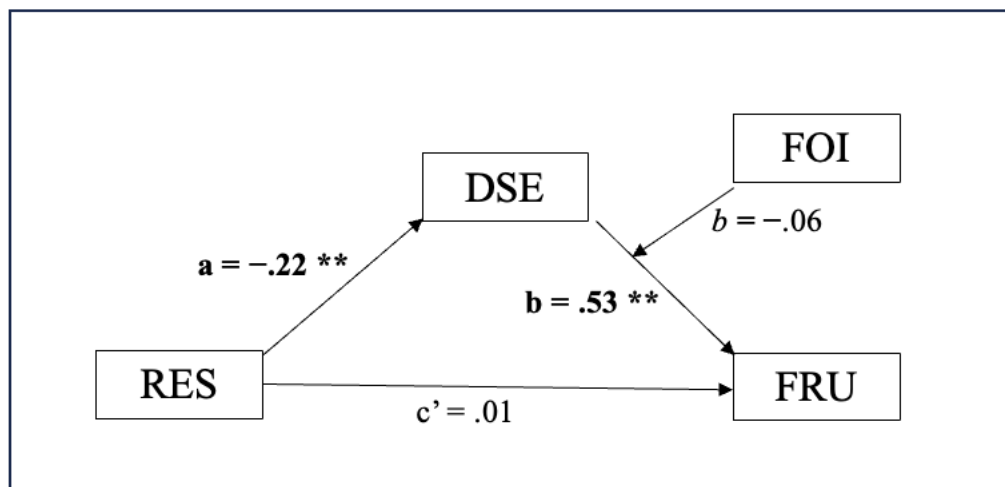 FOI
DSE
b = −.06
a = −.22 **
b = .53 **
RES
FRU
c’ = .01